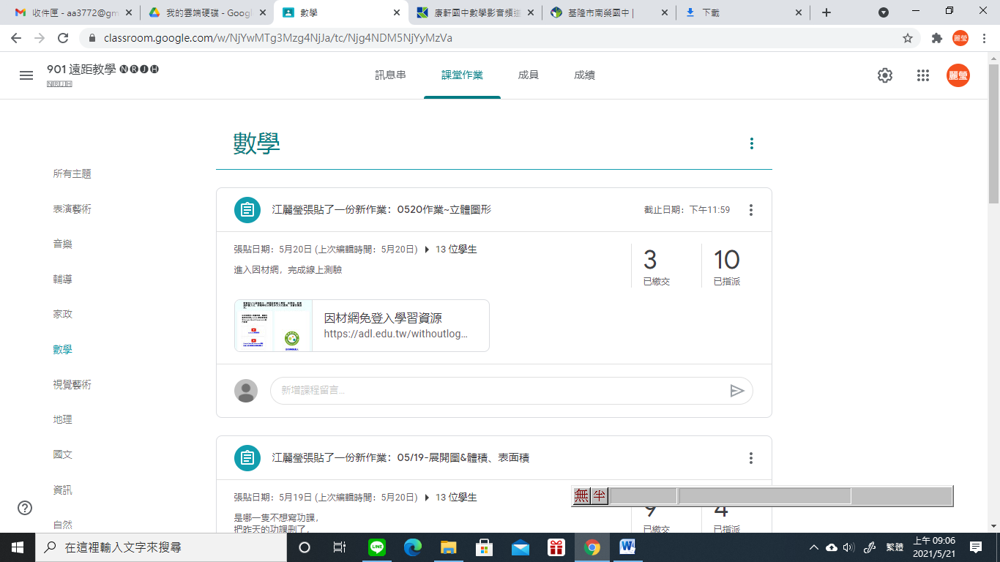 收件匣 - aa3772@gm
我的雲端硬碟 - Googl
數學
康軒國中數學影音頻道
基隆市南榮國中 |
下載
classroom.google.com/w/NjYwMTg3Mzg4NjJa/tc/Njg4NDM5NjYyMzVa
麗瑩
901 遠距教學 🅝🅡🅙🅗
訊息串
課堂作業
成員
成績
麗瑩
數學
所有主題
表演藝術
音樂
輔導
家政
數學
視覺藝術
地理
國文
資訊
自然
江麗瑩張貼了一份新作業：0520作業~立體圖形
截止日期：下午11:59
張貼日期：5月20日 (上次編輯時間：5月20日)
13 位學生
進入因材網，完成線上測驗
3
已繳交
10
已指派
因材網免登入學習資源
https://adl.edu.tw/withoutlog...
新增課程留言...
江麗瑩張貼了一份新作業：05/19-展開圖&體積、表面積
張貼日期：5月19日 (上次編輯時間：5月20日)
13 位學生
是哪一隻不想寫功課，
把昨天的功課刪了，
9
已繳交
4
已指派
無 半
在這裡輸入文字來搜尋
繁體
上午 09:06
2021/5/21